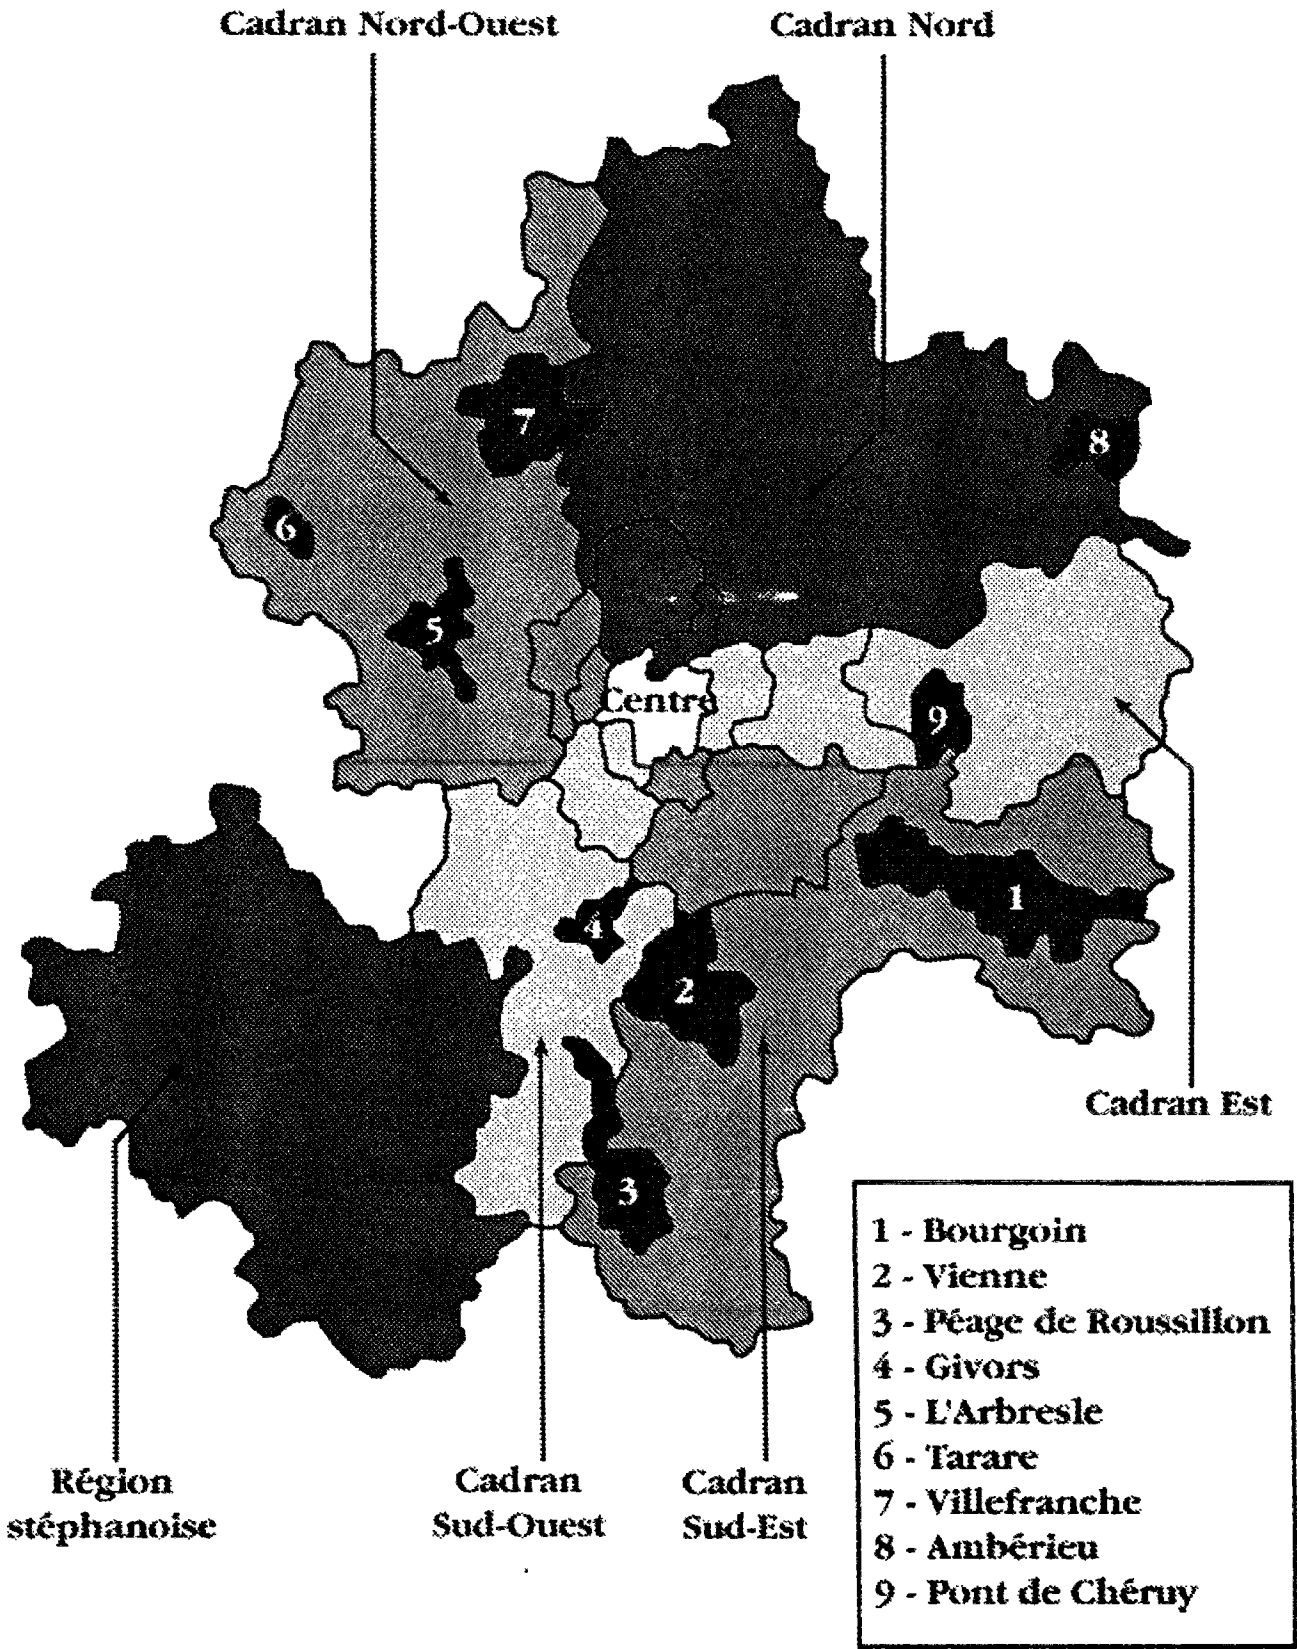 Cadran Nord-Ouest
Cadran Nord
7
8
6
5
Centre
9
1
4
2
Cadran Est
3
1 - Bourgoin
2 - Vienne
3 - Péage de Roussillon
4 - Givors
5 - L'Arbresle
6 - Tarare
7 - Villefranche
8 - Ambérieu
9 - Pont de Chéruy
Région
stéphanoise
Cadran
Sud-Ouest
Cadran
Sud-Est